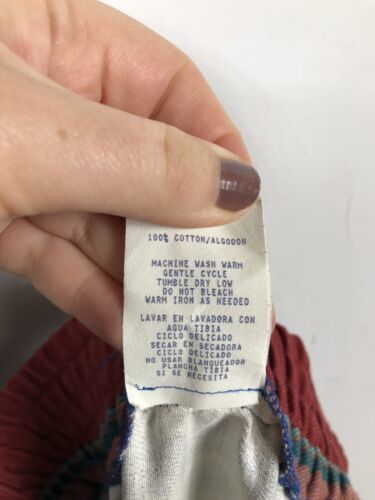 100% COTTON/ALGODON
MACHINE WASH WARM
GENTLE CYCLE
TUMBLE DRY LOW
DO NOT BLEACH
WARM IRON AS NEEDED
LAVAR EN LAVADORA CON
AGUA TIBIA
CICLO DELICADO
SECAR EN SECADORA
CICLO DELICADO
NO USAR BLANQUEADOR
PLANCHA TIBIA
SI SE NECESITA